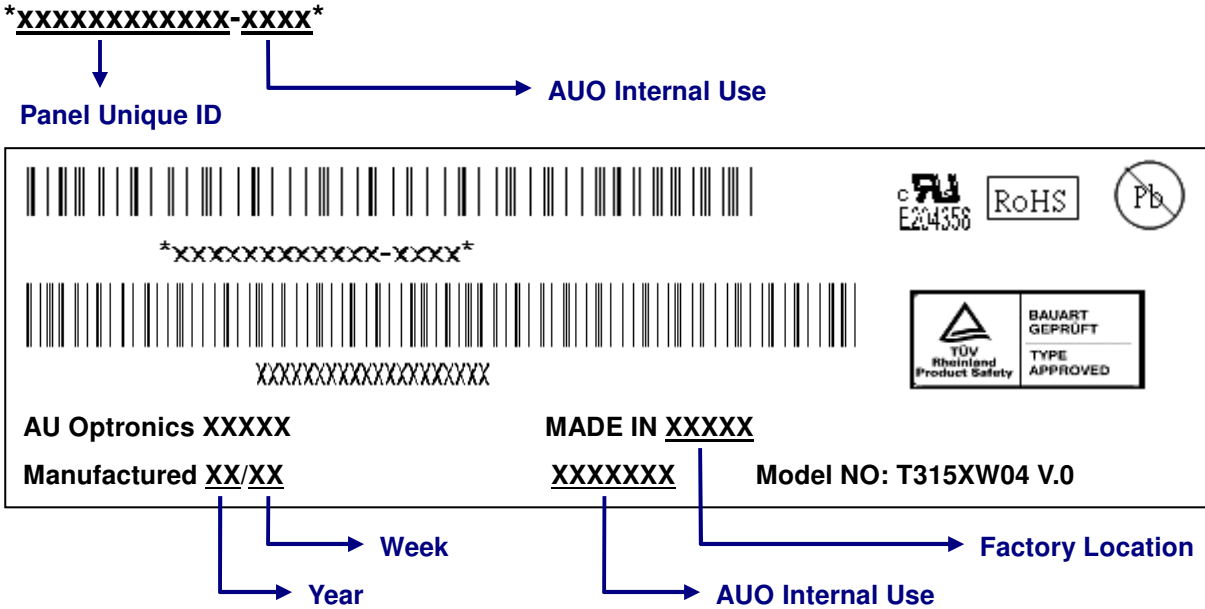 *xxxxxxxxxxxx-xxxx*
AUO Internal Use
Panel Unique ID
c RU
E204356
RoHS
Pb
*xxxxxxxxxxxx-xxxx*
TÜV
Rheinland
Product Safety
BAUART
GEPRÜFT
TYPE
APPROVED
XXXXXXXXXXXXXXXXXXXX
AU Optronics XXXXX
MADE IN XXXXX
Manufactured XX/XX
XXXXXXX
Model NO: T315XW04 V.0
Week
Factory Location
Year
AUO Internal Use